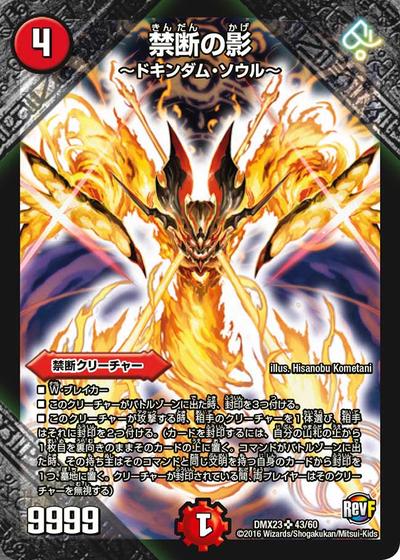 4
きんだん かげ
禁断の影
～ドキンダム・ソウル～
禁断クリーチャー
illus. Hisanobu Kometani
■W・ブレイカー
■このクリーチャーがバトルゾーンに出た時、封印を3つ付ける。
■このクリーチャーが攻撃する時、相手のクリーチャーを1体選び、相手
はそれに封印を2つ付ける。(カードを封印するには、自分の山札の上から
1枚目を裏向きのままそのカードの上に置く。コマンドがバトルゾーンに出
た時、その持ち主はそのコマンドと同じ文明を持つ自身のカードから封印を
1つ、墓地に置く。クリーチャーが封印されている間、両プレイヤーはそのクリー
チャーを無視する)
9999
1
RevF
DMX23 43/60
©2016 Wizards/Shogakukan/Mitsui-Kids